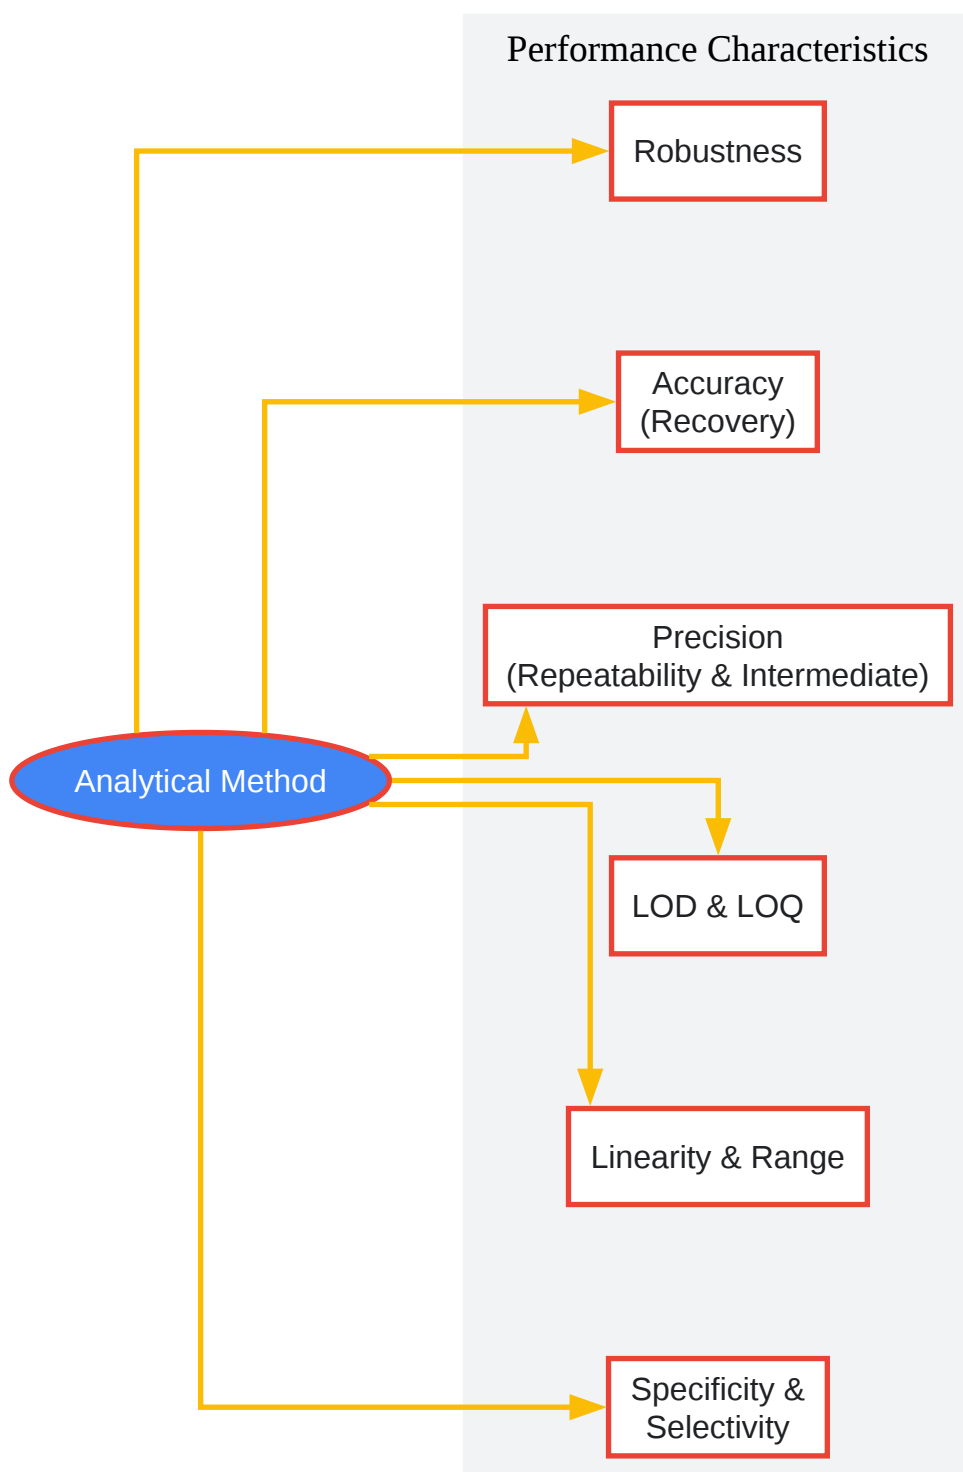 Performance Characteristics
Robustness
Accuracy
(Recovery)
Precision
(Repeatability & Intermediate)
Analytical Method
LOD & LOQ
Linearity & Range
Specificity &
Selectivity